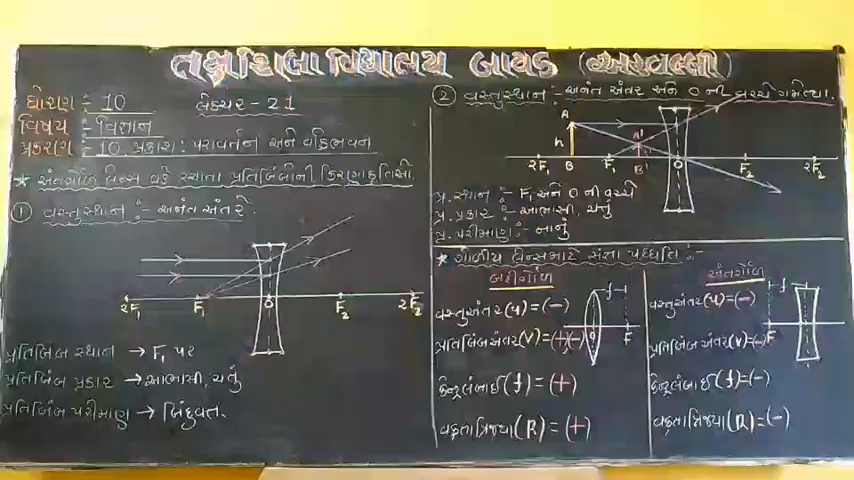 તક્ષશિલા વિદ્યાલય બાયડ (અરવલ્લી)
ધોરણ :- 10 લેક્ચર - 21
વિષય :- વિજ્ઞાન
પ્રકરણ :- 10 પ્રકાશ: પરાવર્તન અને વક્રીભવન
* અંતર્ગોળ લેન્સ વડે રચાતા પ્રતિબિંબોની કિરણાકૃતિઓ.
① વસ્તુસ્થાન :- અનંત અંતરે.
2F₁ F₁ O F₂ 2F₂
પ્રતિબિંબ સ્થાન → F₁ પર
પ્રતિબિંબ પ્રકાર → આભાસી, ચતું
પ્રતિબિંબ પરિમાણ → બિંદુવત.
② વસ્તુસ્થાન :- અનંત અંતર અને O ની વચ્ચે ગમેત્યા.
A
h A'
2F₁ B F₁ B' O F₂ 2F₂
પ્ર. સ્થાન :- F₁ અને O ની વચ્ચે
પ્ર. પ્રકાર :- આભાસી, ચતું
પ્ર. પરીમાણ :- નાનું
* ગોળીય લેન્સમાટે સંજ્ઞા પધ્ધતિ :-
બહીર્ગોળ
વસ્તુઅંતર (u) = (-)
પ્રતિબિંબઅંતર (v) = (+)(-)
કેન્દ્રલંબાઈ (f) = (+)
વક્રતાત્રિજ્યા (R) = (+)
f
O F
અંતર્ગોળ
વસ્તુઅંતર (u) = (-)
પ્રતિબિંબ અંતર (v) = (-)
કેન્દ્રલંબાઈ (f) = (-)
વક્રતાત્રિજ્યા (R) = (-)
f
F